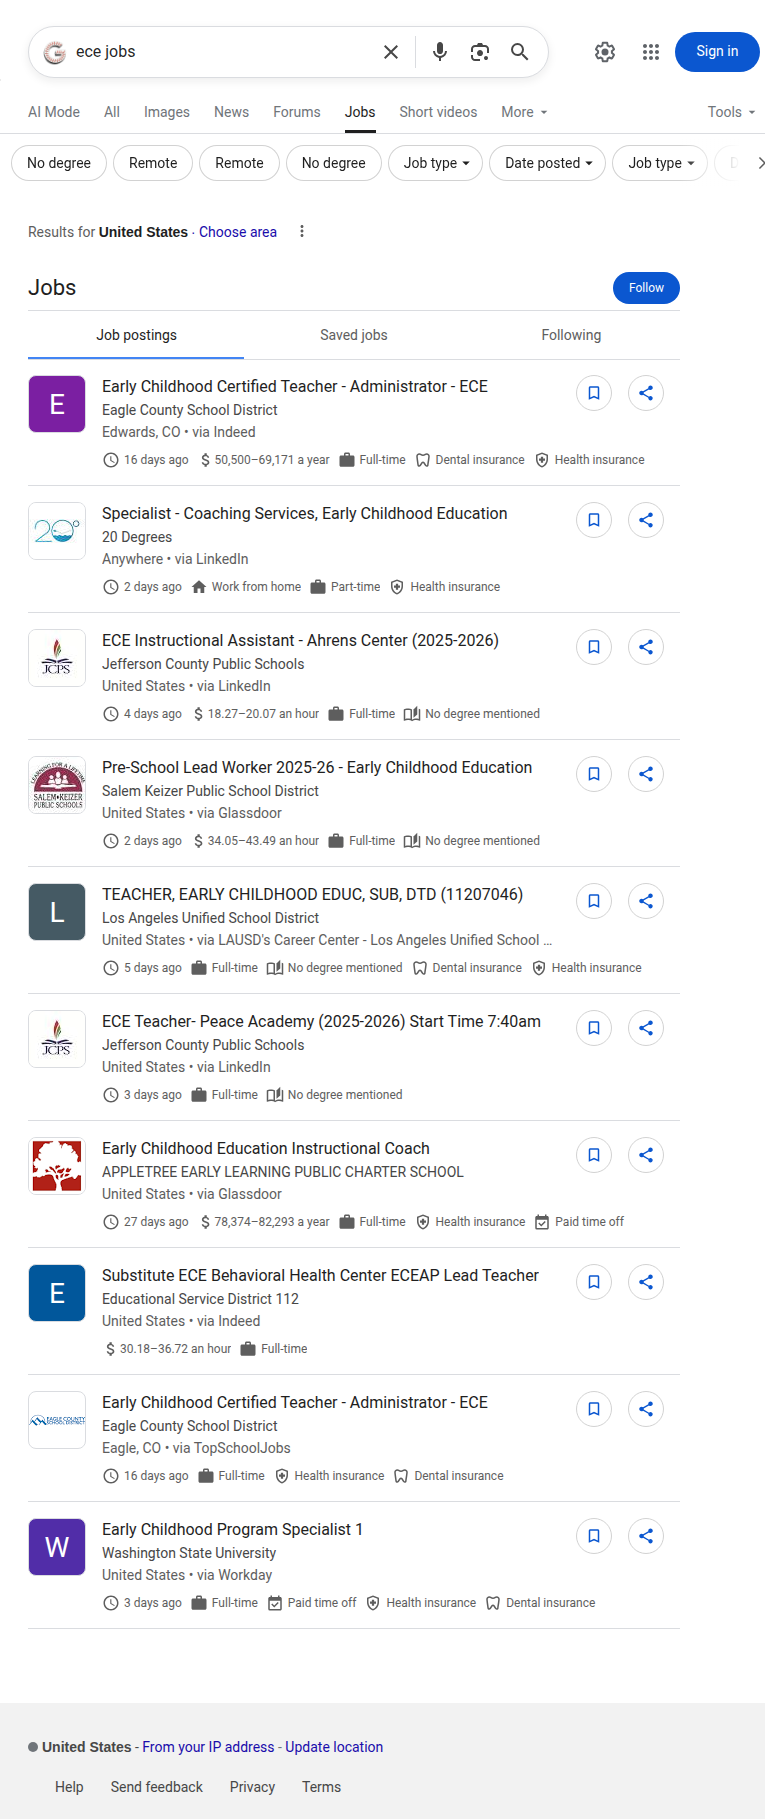 ece jobs
Sign in
AI Mode All Images News Forums Jobs Short videos More Tools
No degree Remote Remote No degree Job type Date posted Job type D
Results for United States · Choose area
Jobs
Follow
Job postings Saved jobs Following
E
Early Childhood Certified Teacher - Administrator - ECE
Eagle County School District
Edwards, CO • via Indeed
16 days ago 50,500–69,171 a year Full-time Dental insurance Health insurance
20°
Specialist - Coaching Services, Early Childhood Education
20 Degrees
Anywhere • via LinkedIn
2 days ago Work from home Part-time Health insurance
JCPS
ECE Instructional Assistant - Ahrens Center (2025-2026)
Jefferson County Public Schools
United States • via LinkedIn
4 days ago 18.27–20.07 an hour Full-time No degree mentioned
LEARNING FOR A LIFETIME
SALEM•KEIZER
PUBLIC SCHOOLS
Pre-School Lead Worker 2025-26 - Early Childhood Education
Salem Keizer Public School District
United States • via Glassdoor
2 days ago 34.05–43.49 an hour Full-time No degree mentioned
L
TEACHER, EARLY CHILDHOOD EDUC, SUB, DTD (11207046)
Los Angeles Unified School District
United States • via LAUSD's Career Center - Los Angeles Unified School ...
5 days ago Full-time No degree mentioned Dental insurance Health insurance
JCPS
ECE Teacher- Peace Academy (2025-2026) Start Time 7:40am
Jefferson County Public Schools
United States • via LinkedIn
3 days ago Full-time No degree mentioned
Early Childhood Education Instructional Coach
APPLETREE EARLY LEARNING PUBLIC CHARTER SCHOOL
United States • via Glassdoor
27 days ago 78,374–82,293 a year Full-time Health insurance Paid time off
E
Substitute ECE Behavioral Health Center ECEAP Lead Teacher
Educational Service District 112
United States • via Indeed
30.18–36.72 an hour Full-time
EAGLE COUNTY
SCHOOL DISTRICT
Early Childhood Certified Teacher - Administrator - ECE
Eagle County School District
Eagle, CO • via TopSchoolJobs
16 days ago Full-time Health insurance Dental insurance
W
Early Childhood Program Specialist 1
Washington State University
United States • via Workday
3 days ago Full-time Paid time off Health insurance Dental insurance
United States - From your IP address - Update location
Help Send feedback Privacy Terms